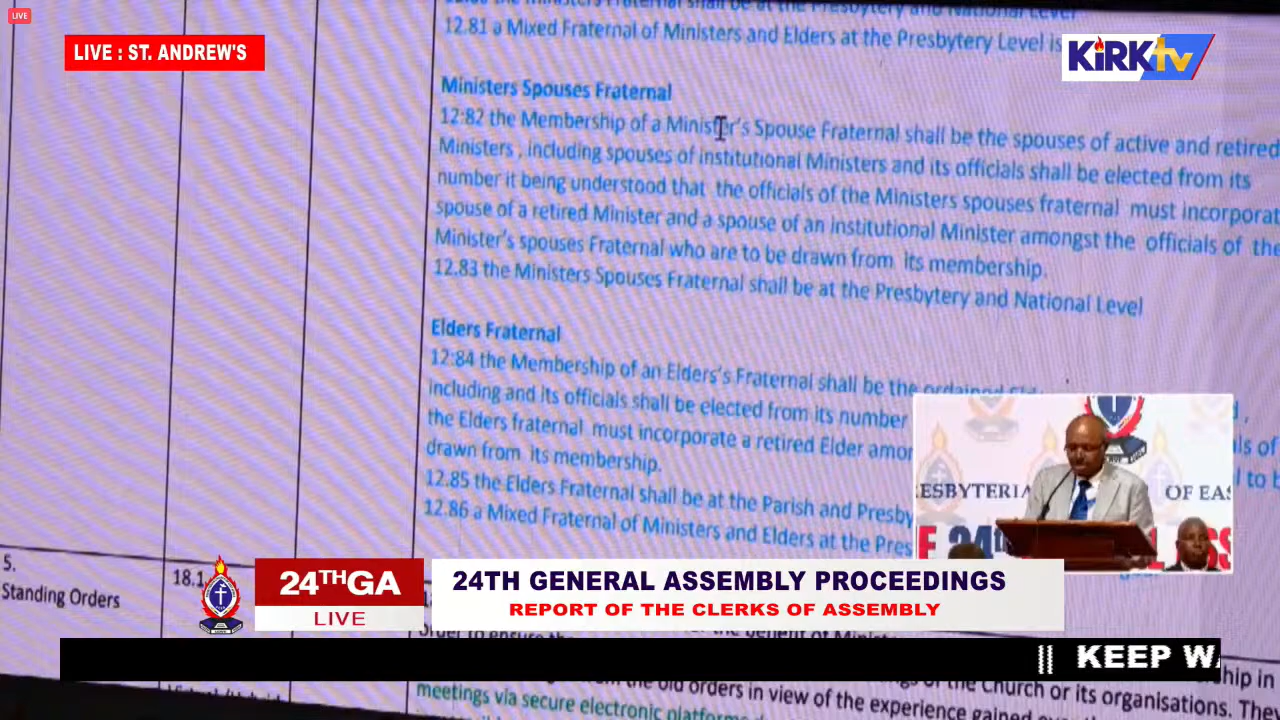 LIVE
LIVE : ST. ANDREW'S
KiRK tv
12.81 a Mixed Fraternal of Ministers and Elders at the Presbytery Level is
Ministers Spouses Fraternal
12:82 the Membership of a Minister's Spouse Fraternal shall be the spouses of active and retired
Ministers , including spouses of institutional Ministers and its officials shall be elected from its
number it being understood that the officials of the Ministers spouses fraternal must incorporat
spouse of a retired Minister and a spouse of an institutional Minister amongst the officials of the
Minister's spouses Fraternal who are to be drawn from its membership.
12.83 the Ministers Spouses Fraternal shall be at the Presbytery and National Level
Elders Fraternal
12:84 the Membership of an Elders's Fraternal shall be the ordained
including and its officials shall be elected from its number
the Elders fraternal must incorporate a retired Elder amon
drawn from its membership.
12.85 the Elders Fraternal shall be at the Parish and Presby
12.86 a Mixed Fraternal of Ministers and Elders at the Pres
ESBYTERIA OF EAS
24th
5.
Standing Orders
18.1
24THGA
LIVE
24TH GENERAL ASSEMBLY PROCEEDINGS
REPORT OF THE CLERKS OF ASSEMBLY
|| KEEP WA
the old orders in view of the experience gained
the Church or its organisations. They
meetings via secure electronic platforms